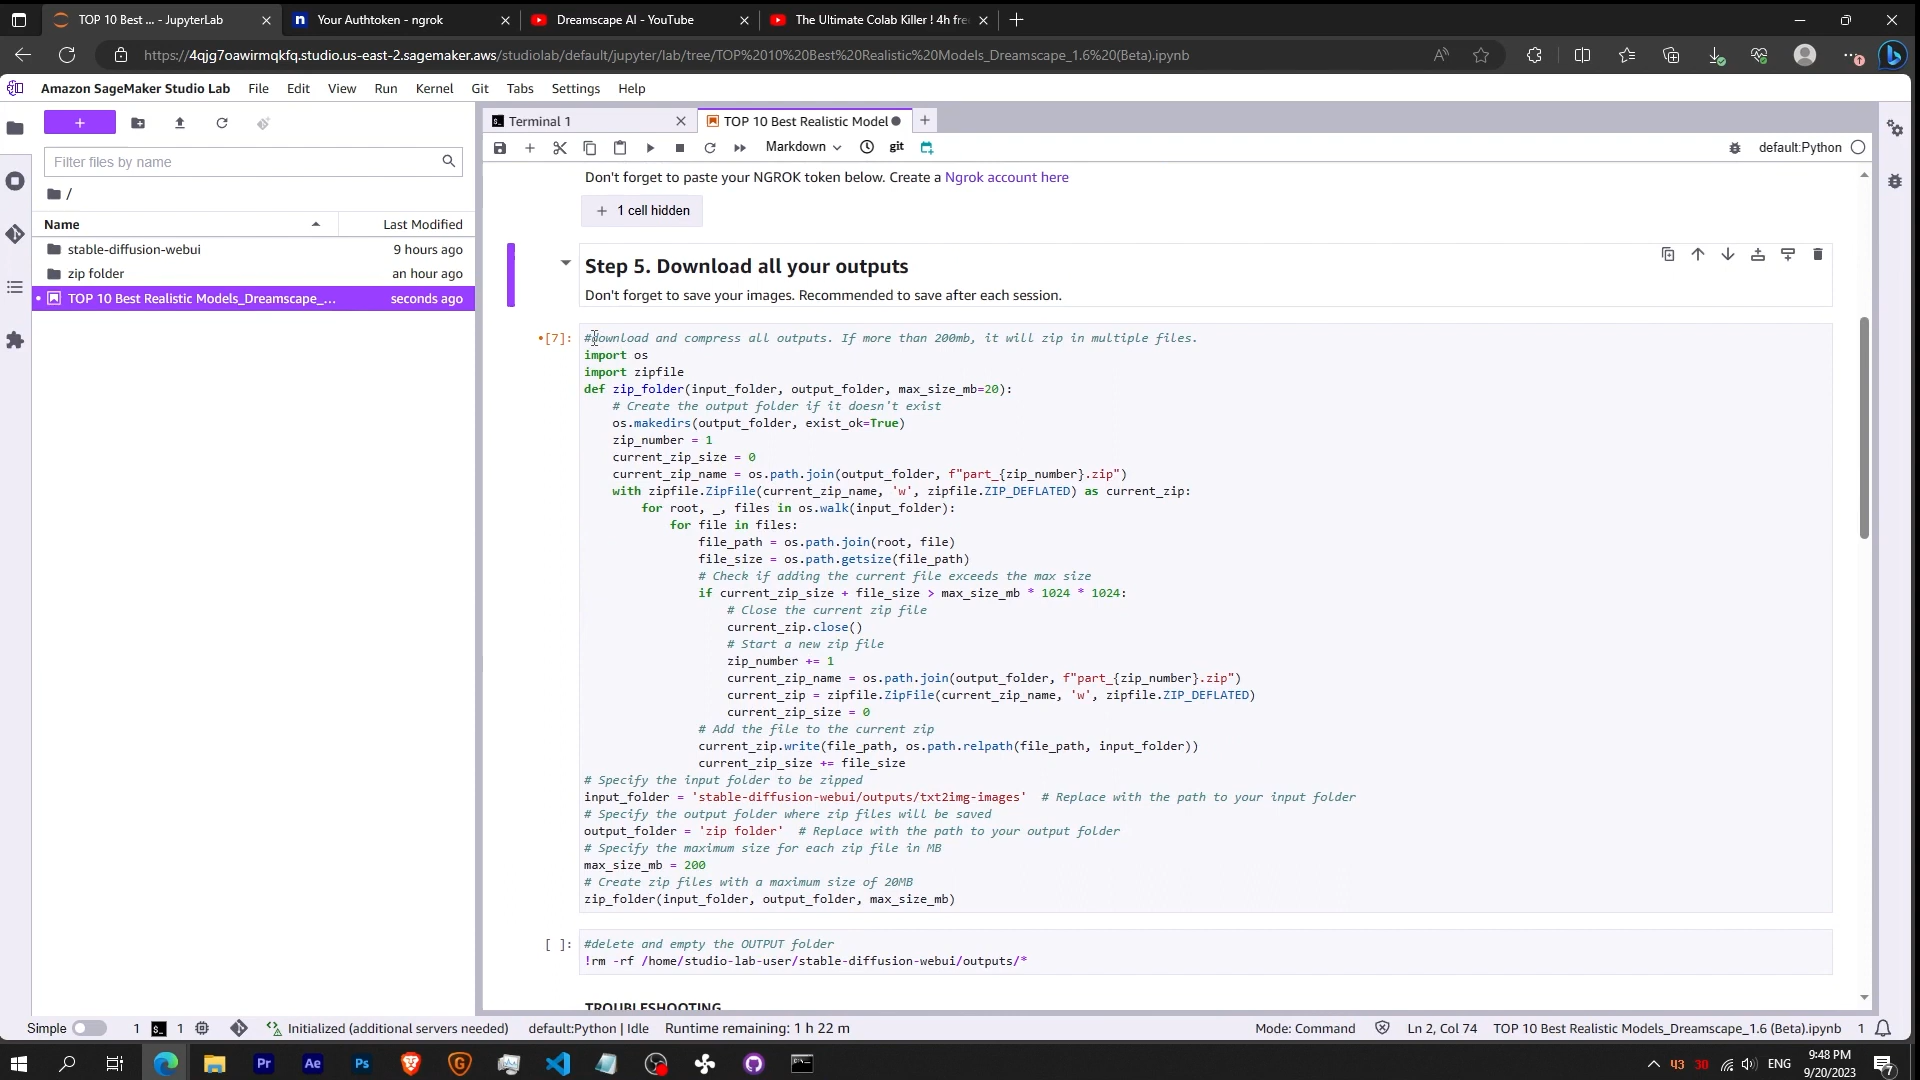 TOP 10 Best ... - JupyterLab
Your Authtoken - ngrok
Dreamscape AI - YouTube
The Ultimate Colab Killer ! 4h fre
https://4qjg7oawirmqkfq.studio.us-east-2.sagemaker.aws/studiolab/default/jupyter/lab/tree/TOP%2010%20Best%20Realistic%20Models_Dreamscape_1.6%20(Beta).ipynb
Amazon SageMaker Studio Lab File Edit View Run Kernel Git Tabs Settings Help
Terminal 1
TOP 10 Best Realistic Model
Filter files by name
Markdown
git
default:Python
/
Name Last Modified
stable-diffusion-webui 9 hours ago
zip folder an hour ago
TOP 10 Best Realistic Models_Dreamscape_... seconds ago
Don't forget to paste your NGROK token below. Create a Ngrok account here
1 cell hidden
Step 5. Download all your outputs
Don't forget to save your images. Recommended to save after each session.
[7]: #download and compress all outputs. If more than 200mb, it will zip in multiple files.
import os
import zipfile
def zip_folder(input_folder, output_folder, max_size_mb=20):
# Create the output folder if it doesn't exist
os.makedirs(output_folder, exist_ok=True)
zip_number = 1
current_zip_size = 0
current_zip_name = os.path.join(output_folder, f"part_{zip_number}.zip")
with zipfile.ZipFile(current_zip_name, 'w', zipfile.ZIP_DEFLATED) as current_zip:
for root, _, files in os.walk(input_folder):
for file in files:
file_path = os.path.join(root, file)
file_size = os.path.getsize(file_path)
# Check if adding the current file exceeds the max size
if current_zip_size + file_size > max_size_mb * 1024 * 1024:
# Close the current zip file
current_zip.close()
# Start a new zip file
zip_number += 1
current_zip_name = os.path.join(output_folder, f"part_{zip_number}.zip")
current_zip = zipfile.ZipFile(current_zip_name, 'w', zipfile.ZIP_DEFLATED)
current_zip_size = 0
# Add the file to the current zip
current_zip.write(file_path, os.path.relpath(file_path, input_folder))
current_zip_size += file_size
# Specify the input folder to be zipped
input_folder = 'stable-diffusion-webui/outputs/txt2img-images' # Replace with the path to your input folder
# Specify the output folder where zip files will be saved
output_folder = 'zip folder' # Replace with the path to your output folder
# Specify the maximum size for each zip file in MB
max_size_mb = 200
# Create zip files with a maximum size of 20MB
zip_folder(input_folder, output_folder, max_size_mb)
[ ]: #delete and empty the OUTPUT folder
!rm -rf /home/studio-lab-user/stable-diffusion-webui/outputs/*
TROUBLESHOOTING
Simple 1 1 Initialized (additional servers needed) default:Python | Idle Runtime remaining: 1 h 22 m Mode: Command Ln 2, Col 74 TOP 10 Best Realistic Models_Dreamscape_1.6 (Beta).ipynb 1
Pr Ae Ps
43 30 ENG
9:48 PM
9/20/2023
7